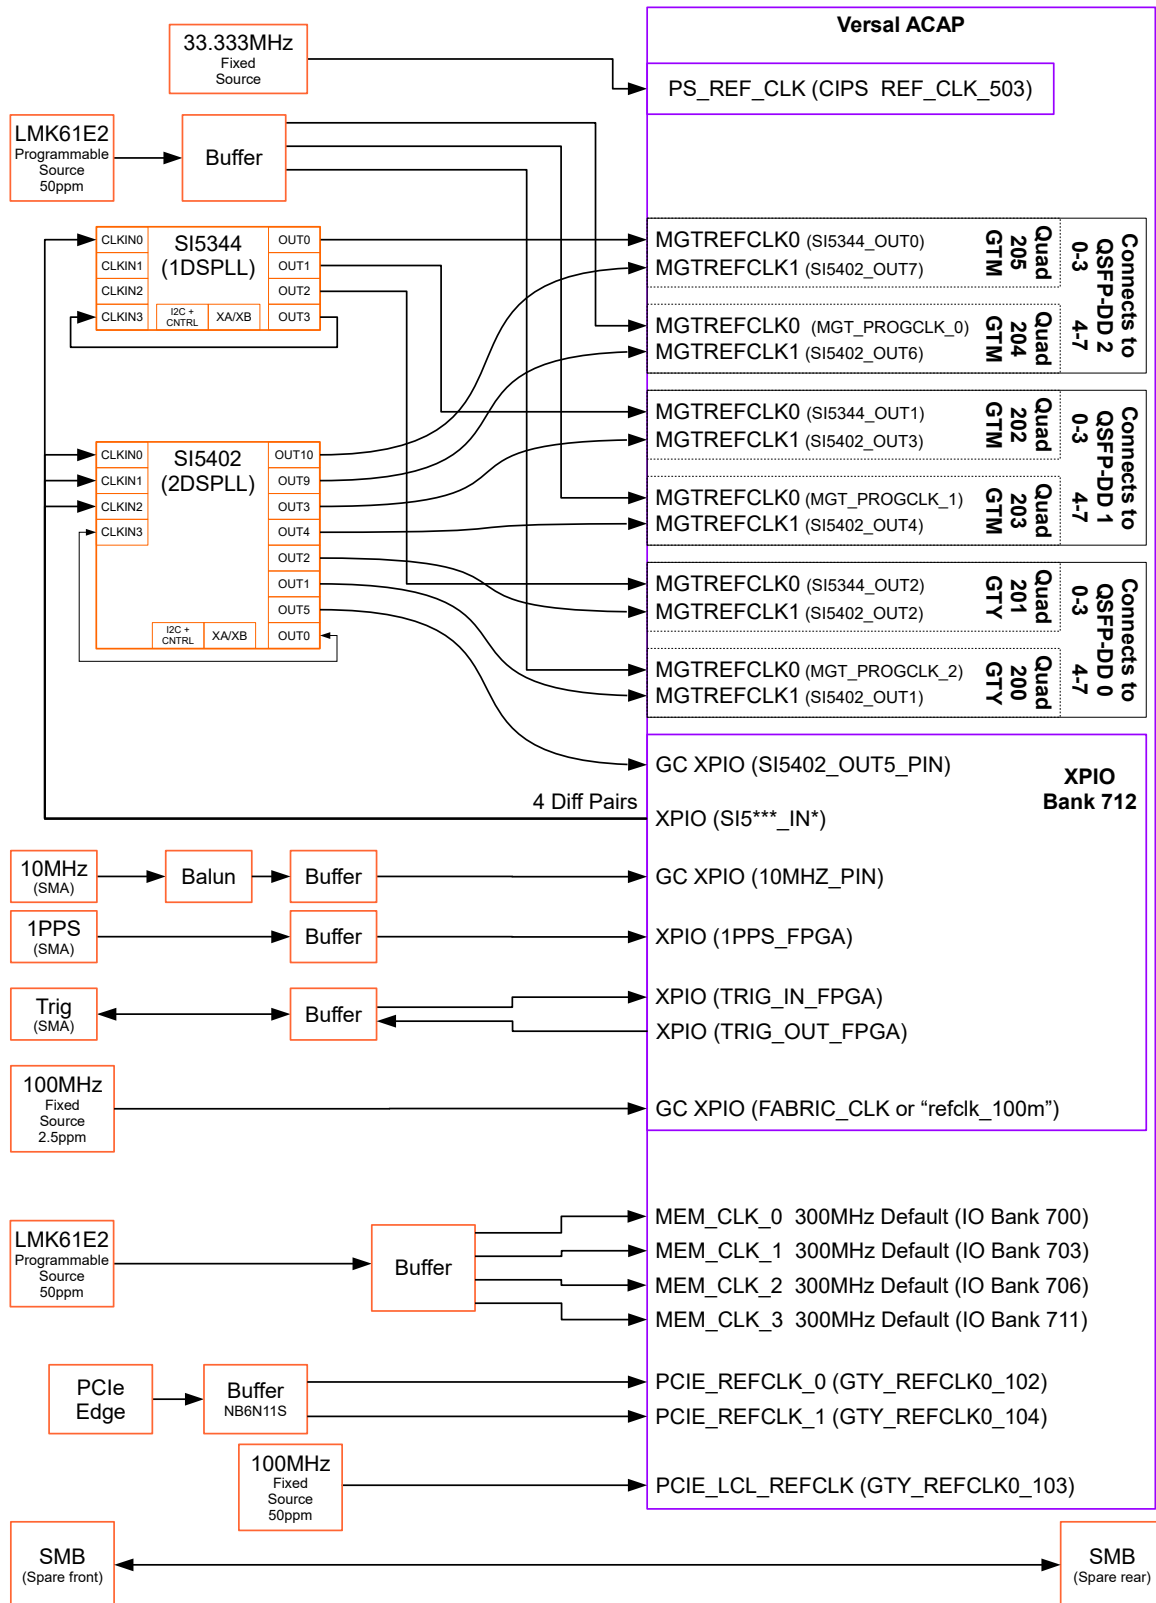 Versal ACAP
33.333MHz
Fixed
Source
PS_REF_CLK (CIPS REF_CLK_503)
LMK61E2
Programmable
Source
50ppm
Buffer
SI5344
(1DSPLL)
CLKIN0
CLKIN1
CLKIN2
CLKIN3
I2C +
CNTRL
XA/XB
OUT0
OUT1
OUT2
OUT3
MGTREFCLK0 (SI5344_OUT0)
MGTREFCLK1 (SI5402_OUT7)
Quad
205
GTM
MGTREFCLK0 (MGT_PROGCLK_0)
MGTREFCLK1 (SI5402_OUT6)
Quad
204
GTM
Connects to
QSFP-DD 2
0-3
4-7
SI5402
(2DSPLL)
CLKIN0
CLKIN1
CLKIN2
CLKIN3
I2C +
CNTRL
XA/XB
OUT10
OUT9
OUT3
OUT4
OUT2
OUT1
OUT5
OUT0
MGTREFCLK0 (SI5344_OUT1)
MGTREFCLK1 (SI5402_OUT3)
Quad
202
GTM
MGTREFCLK0 (MGT_PROGCLK_1)
MGTREFCLK1 (SI5402_OUT4)
Quad
203
GTM
Connects to
QSFP-DD 1
0-3
4-7
MGTREFCLK0 (SI5344_OUT2)
MGTREFCLK1 (SI5402_OUT2)
Quad
201
GTY
MGTREFCLK0 (MGT_PROGCLK_2)
MGTREFCLK1 (SI5402_OUT1)
Quad
200
GTY
Connects to
QSFP-DD 0
0-3
4-7
GC XPIO (SI5402_OUT5_PIN)
XPIO
Bank 712
4 Diff Pairs
XPIO (SI5***_IN*)
10MHz
(SMA)
Balun
Buffer
GC XPIO (10MHZ_PIN)
1PPS
(SMA)
Buffer
XPIO (1PPS_FPGA)
Trig
(SMA)
Buffer
XPIO (TRIG_IN_FPGA)
XPIO (TRIG_OUT_FPGA)
100MHz
Fixed
Source
2.5ppm
GC XPIO (FABRIC_CLK or “refclk_100m”)
LMK61E2
Programmable
Source
50ppm
Buffer
MEM_CLK_0 300MHz Default (IO Bank 700)
MEM_CLK_1 300MHz Default (IO Bank 703)
MEM_CLK_2 300MHz Default (IO Bank 706)
MEM_CLK_3 300MHz Default (IO Bank 711)
PCIe
Edge
Buffer
NB6N11S
PCIE_REFCLK_0 (GTY_REFCLK0_102)
PCIE_REFCLK_1 (GTY_REFCLK0_104)
100MHz
Fixed
Source
50ppm
PCIE_LCL_REFCLK (GTY_REFCLK0_103)
SMB
(Spare front)
SMB
(Spare rear)